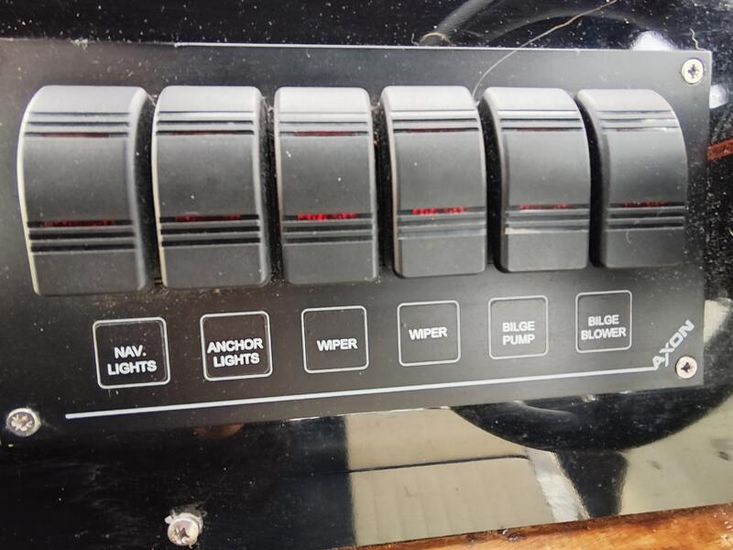 NAV.
LIGHTS
ANCHOR
LIGHTS
WIPER
WIPER
BILGE
PUMP
BILGE
BLOWER
AXON